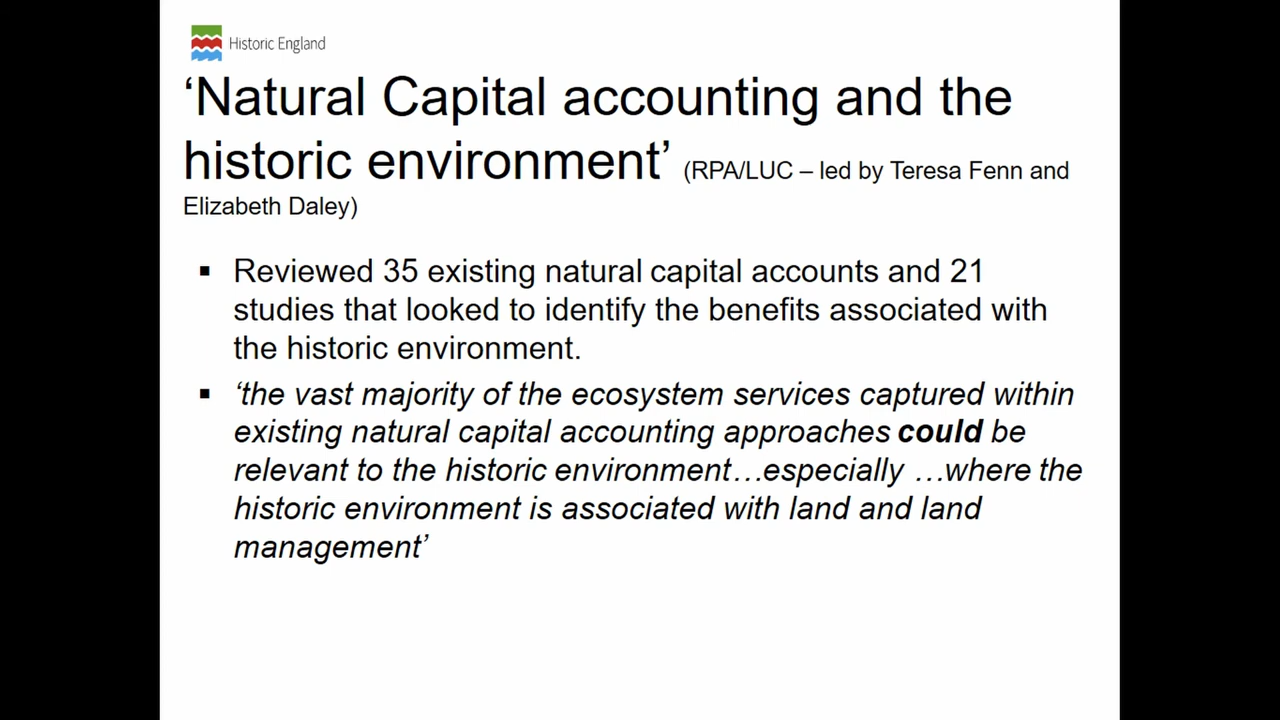 Historic England
‘Natural Capital accounting and the
historic environment’ (RPA/LUC – led by Teresa Fenn and
Elizabeth Daley)
▪ Reviewed 35 existing natural capital accounts and 21
studies that looked to identify the benefits associated with
the historic environment.
▪ ‘the vast majority of the ecosystem services captured within
existing natural capital accounting approaches could be
relevant to the historic environment…especially …where the
historic environment is associated with land and land
management’